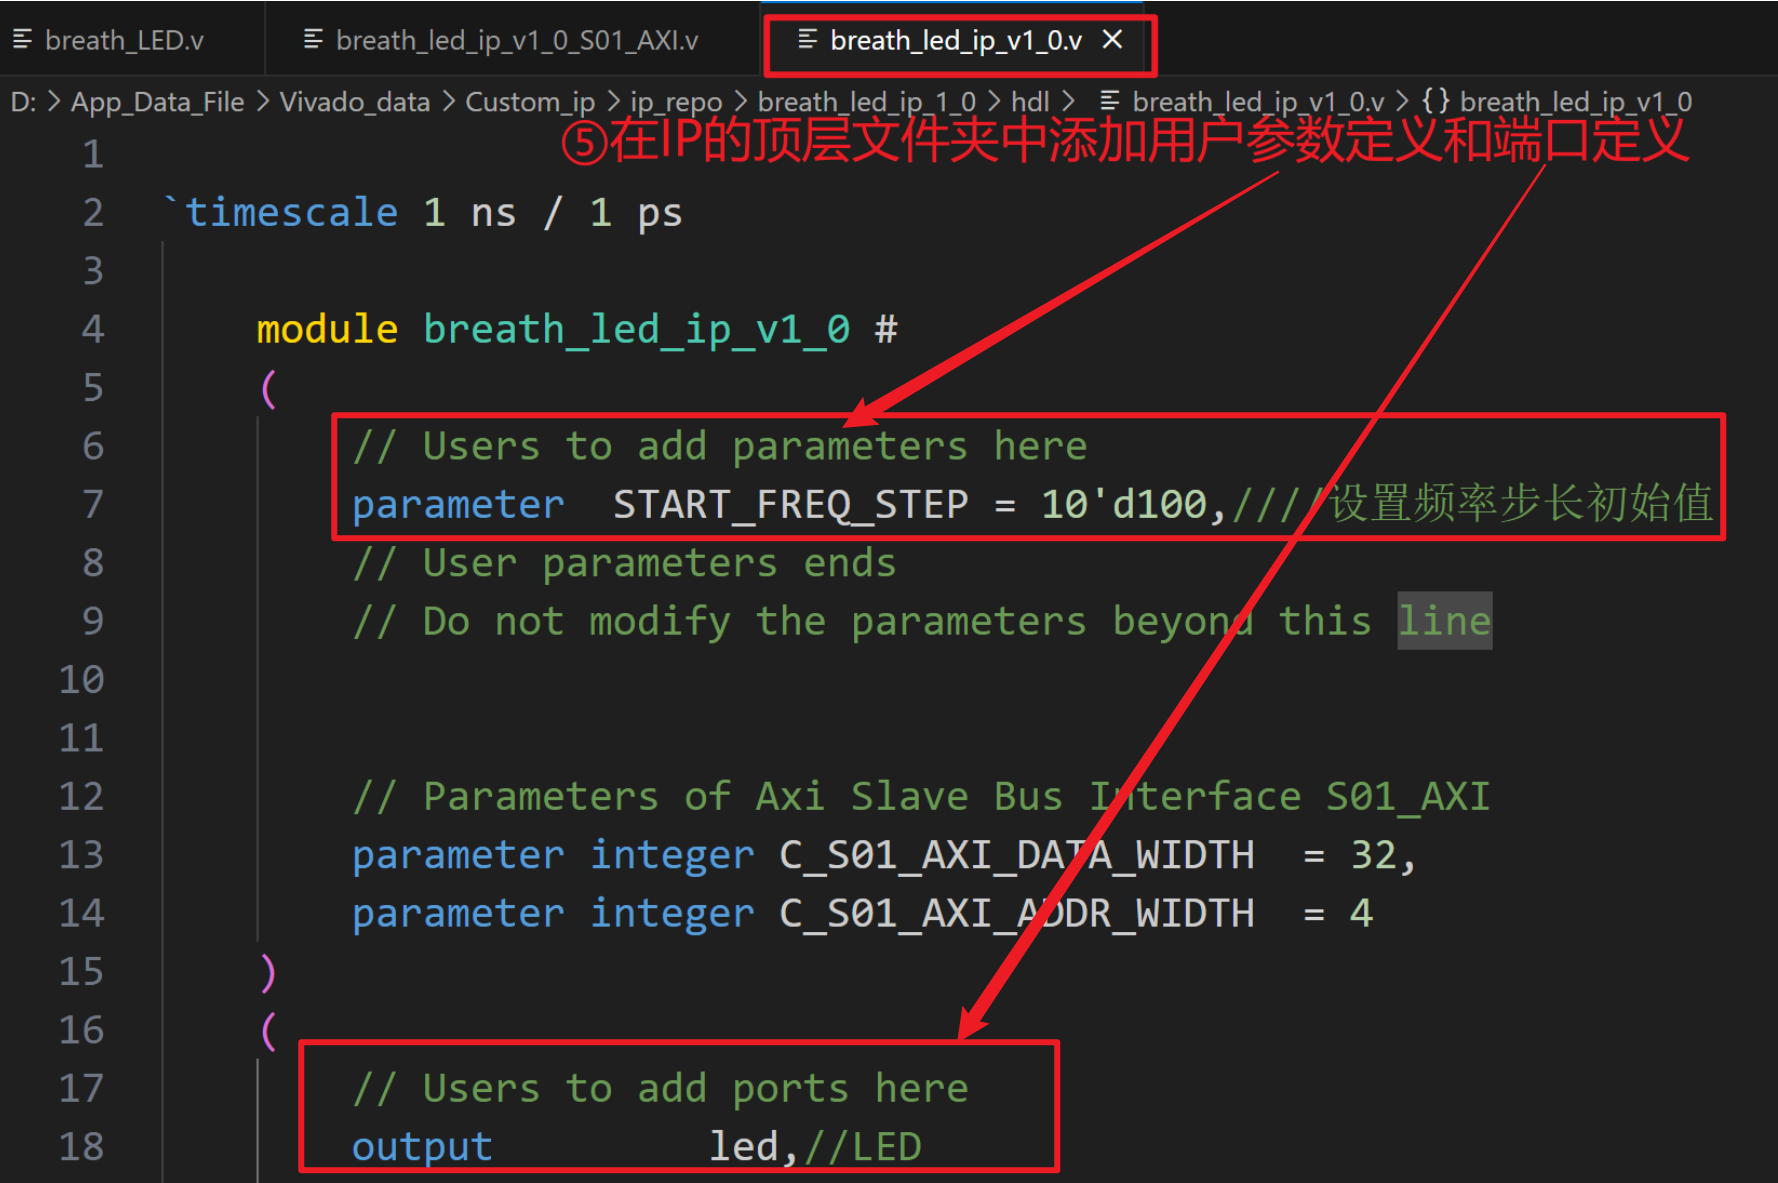 breath_LED.v
breath_led_ip_v1_0_S01_AXI.v
breath_led_ip_v1_0.v ×
D: > App_Data_File > Vivado_data > Custom_ip > ip_repo > breath_led_ip_1_0 > hdl > breath_led_ip_v1_0.v > {} breath_led_ip_v1_0
⑤在IP的顶层文件夹中添加用户参数定义和端口定义
1
2 `timescale 1 ns / 1 ps
3
4 module breath_led_ip_v1_0 #
5 (
6 // Users to add parameters here
7 parameter START_FREQ_STEP = 10'd100,////设置频率步长初始值
8 // User parameters ends
9 // Do not modify the parameters beyond this line
10
11
12 // Parameters of Axi Slave Bus Interface S01_AXI
13 parameter integer C_S01_AXI_DATA_WIDTH = 32,
14 parameter integer C_S01_AXI_ADDR_WIDTH = 4
15 )
16 (
17 // Users to add ports here
18 output led,//LED